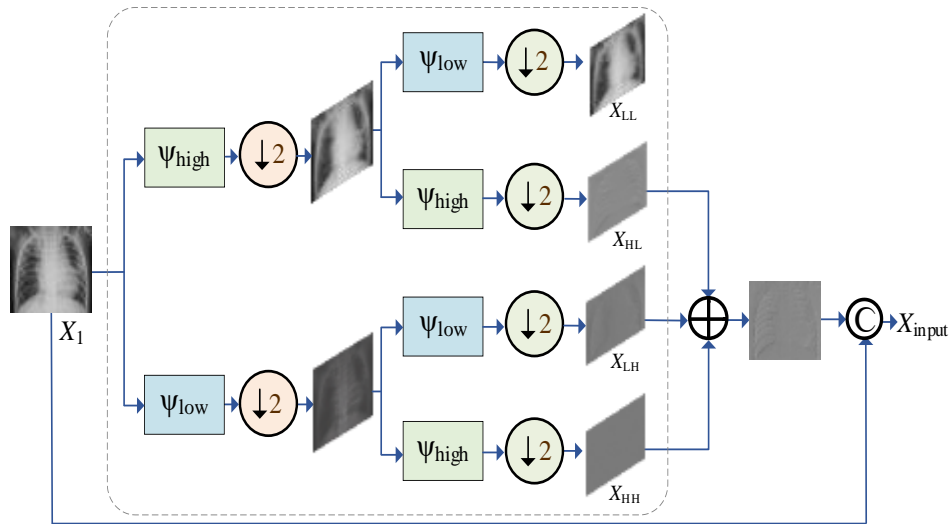 ψlow
↓2
XLL
ψhigh
↓2
ψhigh
↓2
XHL
X1
ψlow
↓2
XLH
C
Xinput
ψlow
↓2
ψhigh
↓2
XHH